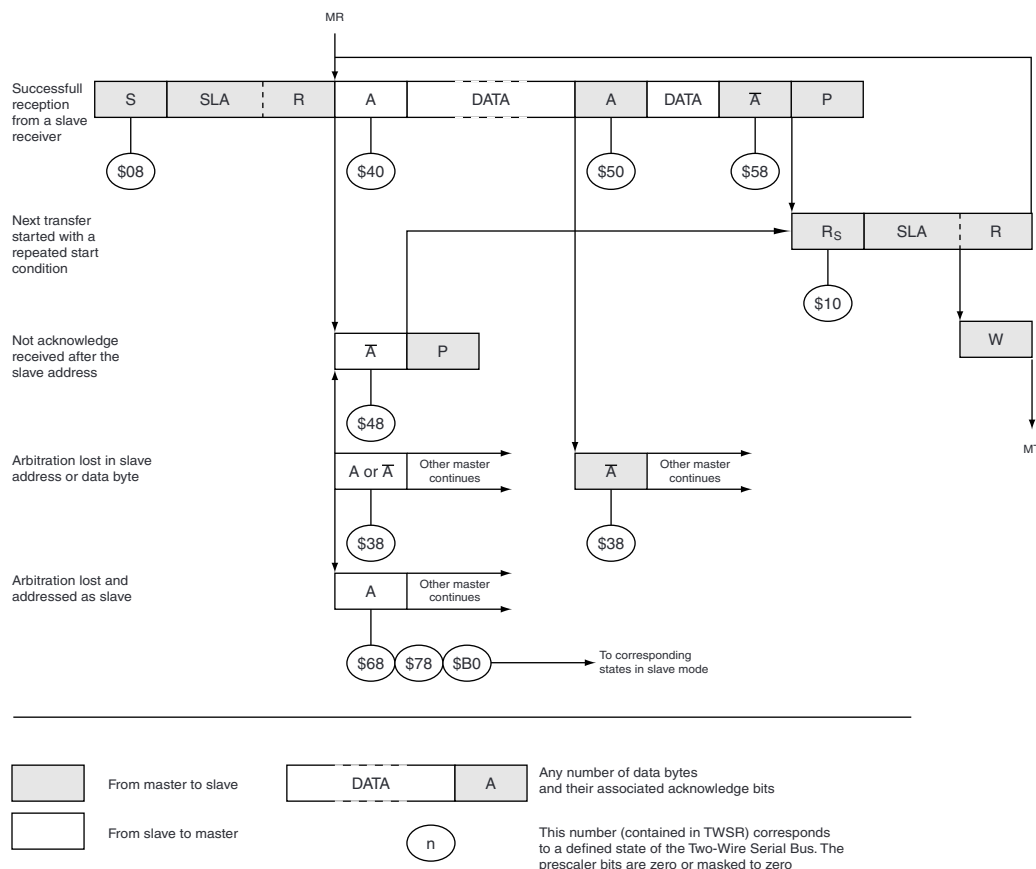 MR
Successfull
reception
from a slave
receiver
S SLA R A DATA A DATA A̅ P
$08 $40 $50 $58
Next transfer
started with a
repeated start
condition
RS SLA R
$10
Not acknowledge
received after the
slave address
A̅ P
W
$48
MT
Arbitration lost in slave
address or data byte
A or A̅
Other master
continues
A̅
Other master
continues
$38 $38
Arbitration lost and
addressed as slave
A
Other master
continues
$68 $78 $B0
To corresponding
states in slave mode
From master to slave
DATA A
Any number of data bytes
and their associated acknowledge bits
From slave to master
n
This number (contained in TWSR) corresponds
to a defined state of the Two-Wire Serial Bus. The
prescaler bits are zero or masked to zero